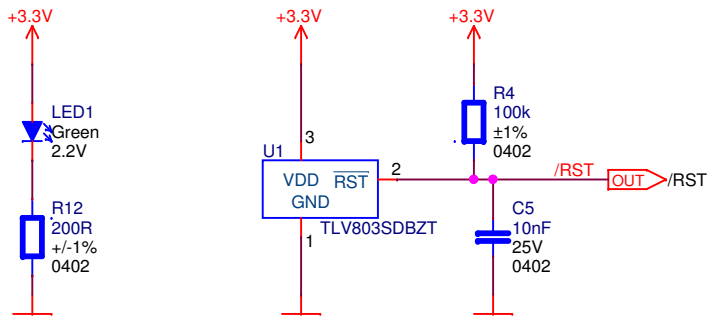 +3.3V
LED1
Green
2.2V
R12
200R
+/-1%
0402
+3.3V
3
U1
VDD RST
GND
2
TLV803SDBZT
1
+3.3V
R4
100k
±1%
0402
/RST
OUT /RST
C5
10nF
25V
0402